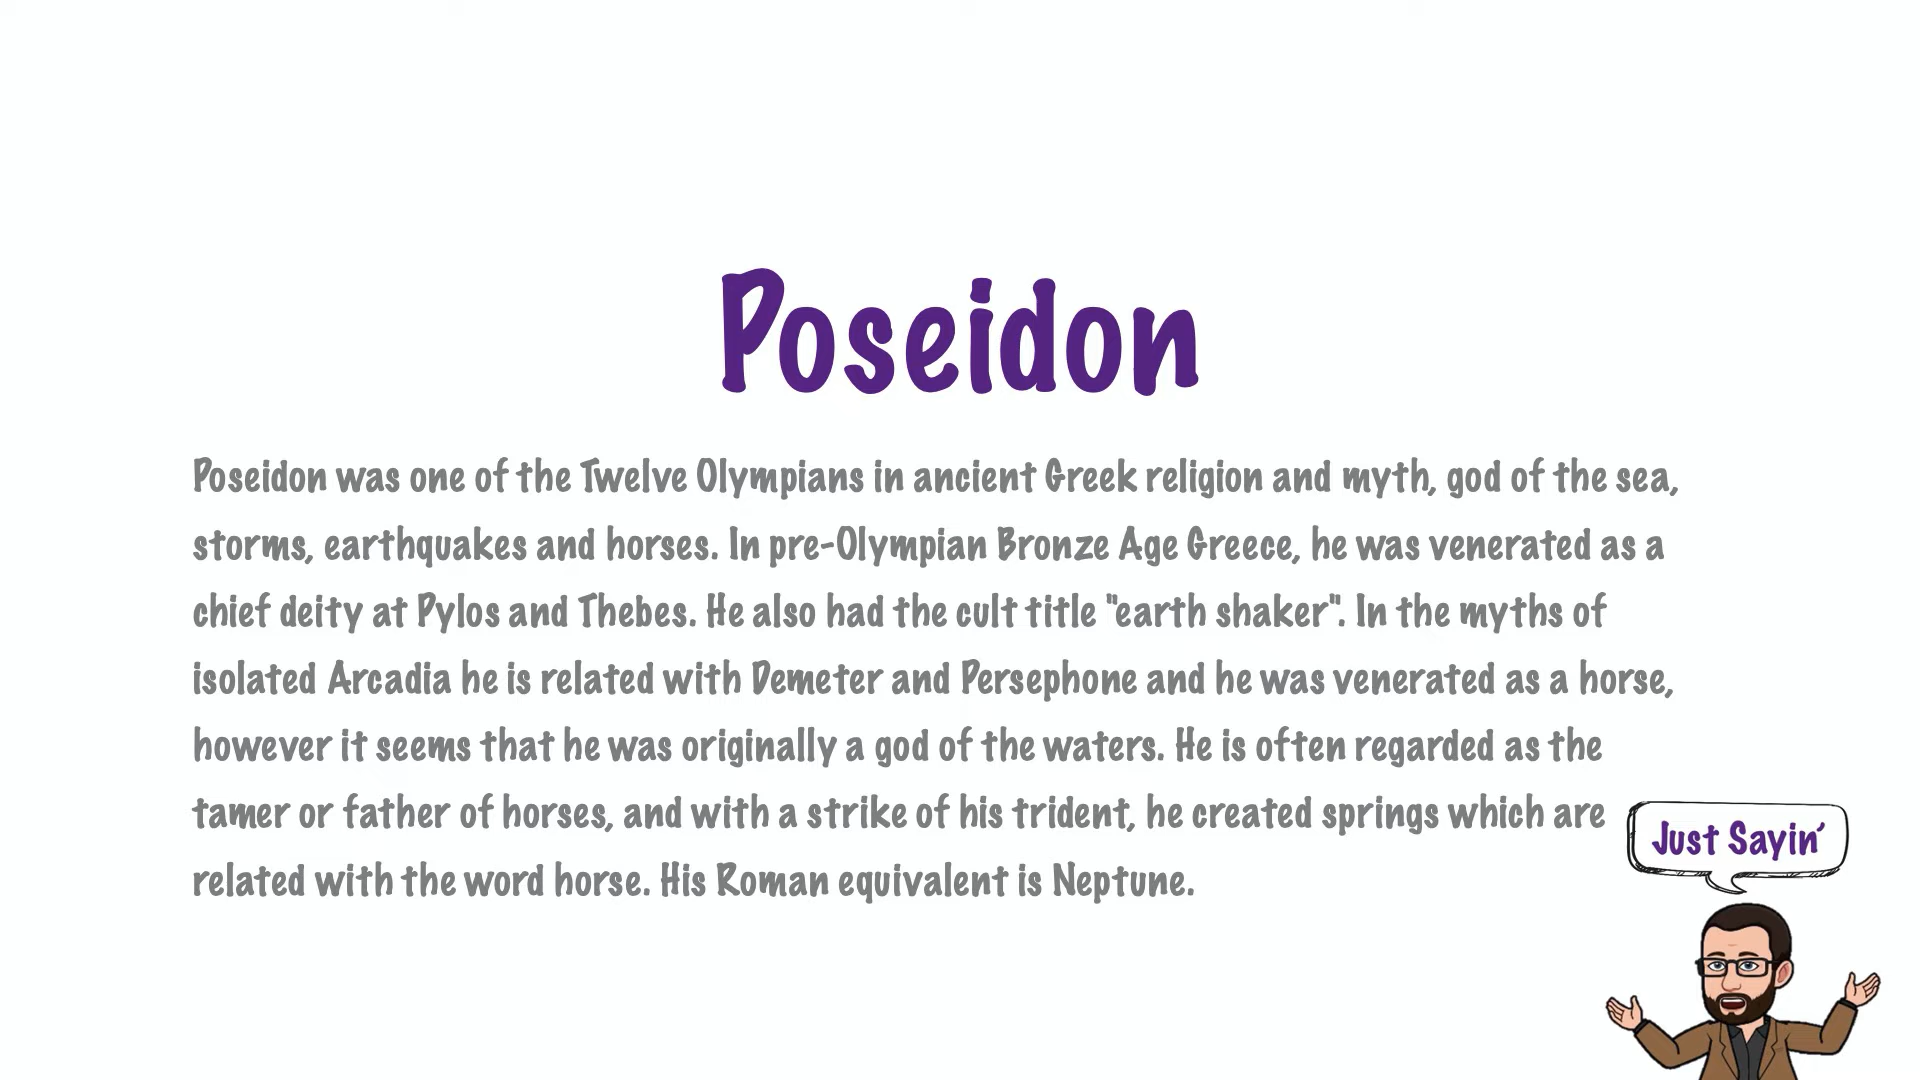 Poseidon
Poseidon was one of the Twelve Olympians in ancient Greek religion and myth, god of the sea,
storms, earthquakes and horses. In pre-Olympian Bronze Age Greece, he was venerated as a
chief deity at Pylos and Thebes. He also had the cult title "earth shaker". In the myths of
isolated Arcadia he is related with Demeter and Persephone and he was venerated as a horse,
however it seems that he was originally a god of the waters. He is often regarded as the
tamer or father of horses, and with a strike of his trident, he created springs which are
related with the word horse. His Roman equivalent is Neptune.
Just Sayin'